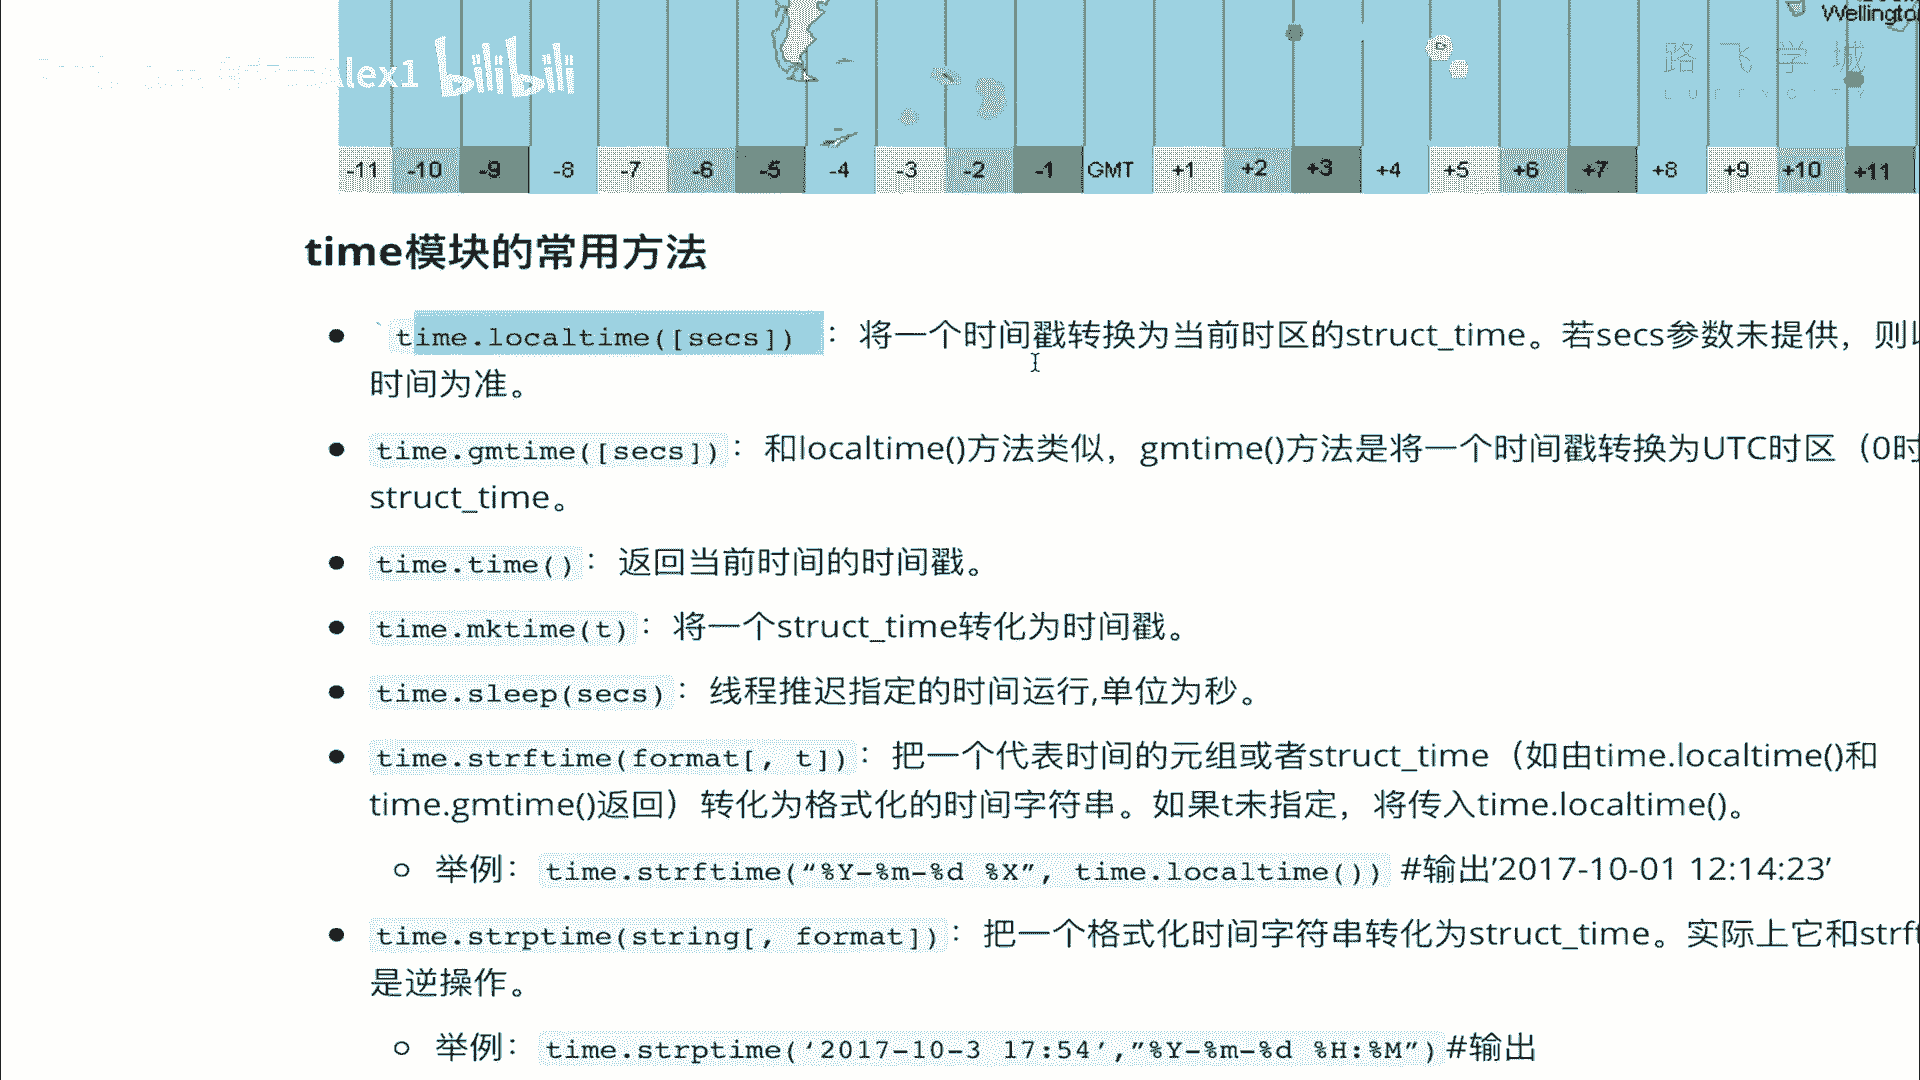 Wellingto
Alex1 bilibili
路飞学城
-11 -10 -9 -8 -7 -6 -5 -4 -3 -2 -1 GMT +1 +2 +3 +4 +5 +6 +7 +8 +9 +10 +11
time模块的常用方法
` time.localtime([secs]) ：将一个时间戳转换为当前时区的struct_time。若secs参数未提供，则
时间为准。
time.gmtime([secs])：和localtime()方法类似，gmtime()方法是将一个时间戳转换为UTC时区（0时
struct_time。
time.time()：返回当前时间的时间戳。
time.mktime(t)：将一个struct_time转化为时间戳。
time.sleep(secs)：线程推迟指定的时间运行,单位为秒。
time.strftime(format[, t])：把一个代表时间的元组或者struct_time（如由time.localtime()和
time.gmtime()返回）转化为格式化的时间字符串。如果t未指定，将传入time.localtime()。
举例：time.strftime(“%Y-%m-%d %X”, time.localtime()) #输出’2017-10-01 12:14:23’
time.strptime(string[, format])：把一个格式化时间字符串转化为struct_time。实际上它和strf
是逆操作。
举例：time.strptime(‘2017-10-3 17:54’,”%Y-%m-%d %H:%M”) #输出